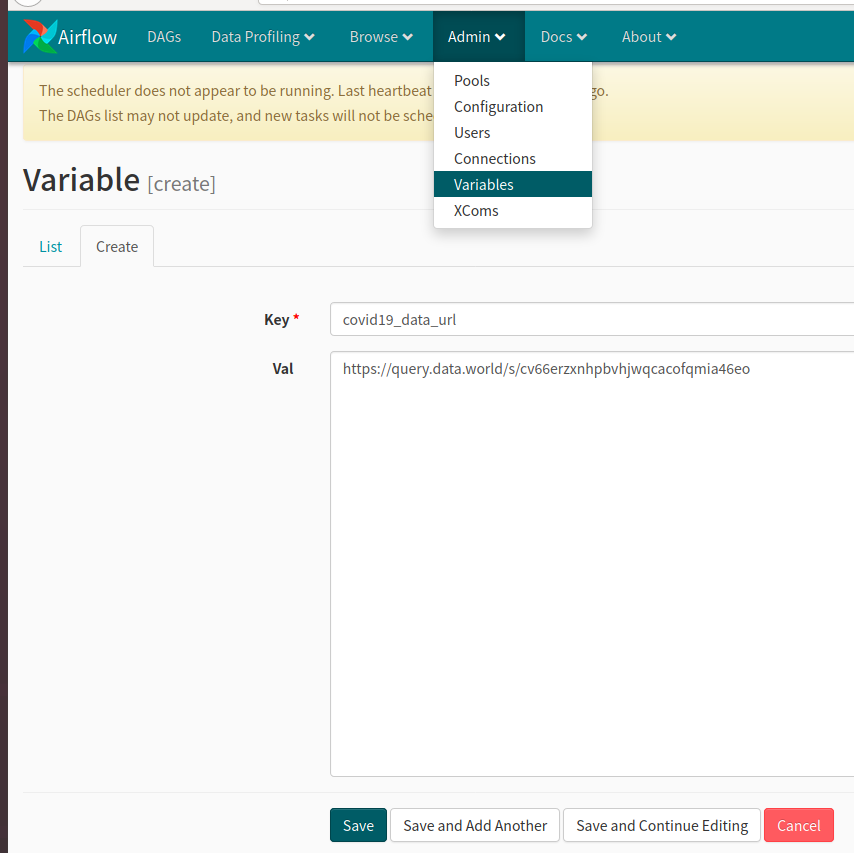 Airflow DAGs Data Profiling Browse Admin Docs About
Pools
Configuration
Users
Connections
Variables
XComs
The scheduler does not appear to be running. Last heartbeat go.
The DAGs list may not update, and new tasks will not be sche
Variable [create]
List Create
Key *
covid19_data_url
Val
https://query.data.world/s/cv66erzxnhpbvhjwqcacofqmia46eo
Save Save and Add Another Save and Continue Editing Cancel